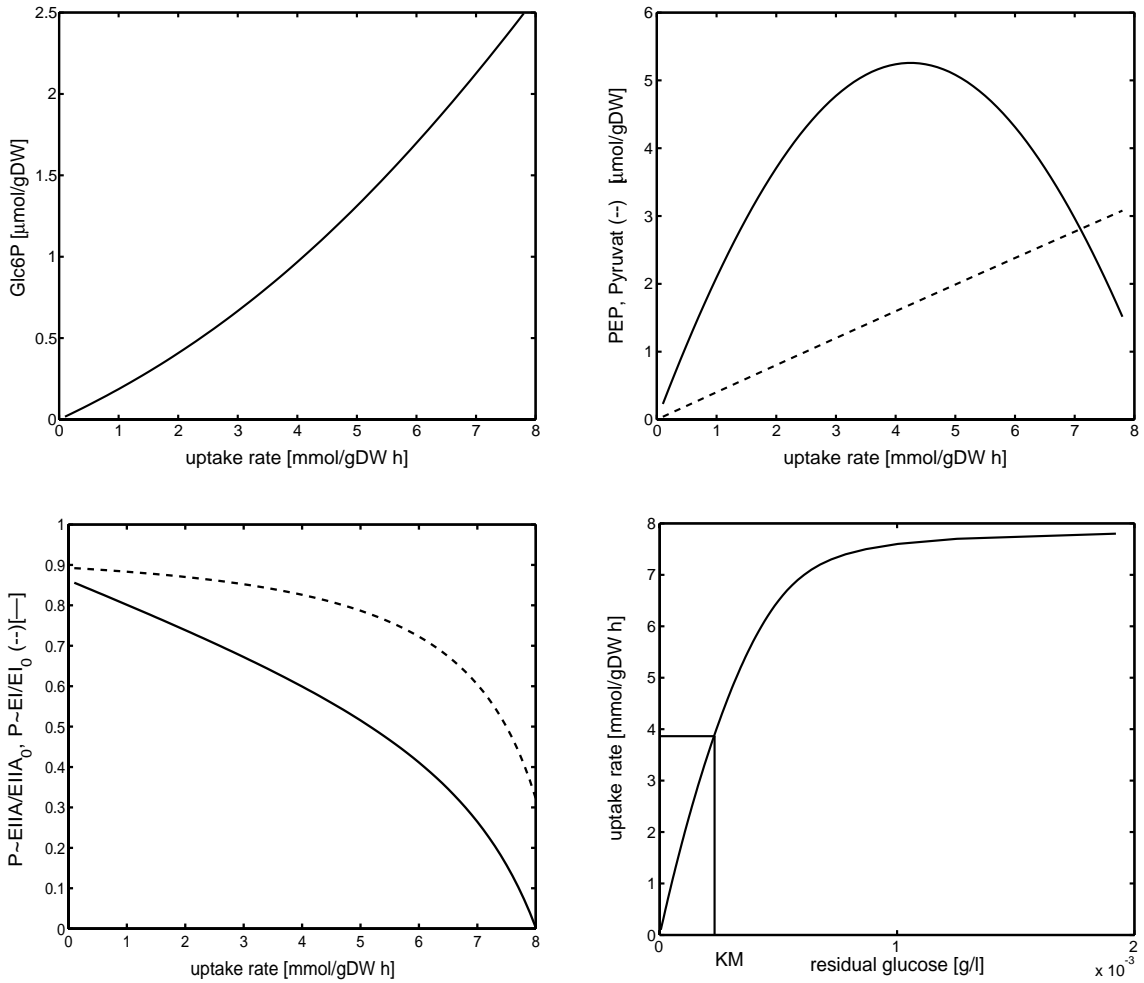 2.5
2
1.5
1
0.5
0
Glc6P [μmol/gDW]
0 1 2 3 4 5 6 7 8
uptake rate [mmol/gDW h]
6
5
4
3
2
1
0
PEP, Pyruvat (--) [μmol/gDW]
0 1 2 3 4 5 6 7 8
uptake rate [mmol/gDW h]
1
0.9
0.8
0.7
0.6
0.5
0.4
0.3
0.2
0.1
0
P~EIIA/EIIA0, P~EI/EI0 (--)[—]
0 1 2 3 4 5 6 7 8
uptake rate [mmol/gDW h]
8
7
6
5
4
3
2
1
0
uptake rate [mmol/gDW h]
0 1 2
KM
residual glucose [g/l]
x 10-3